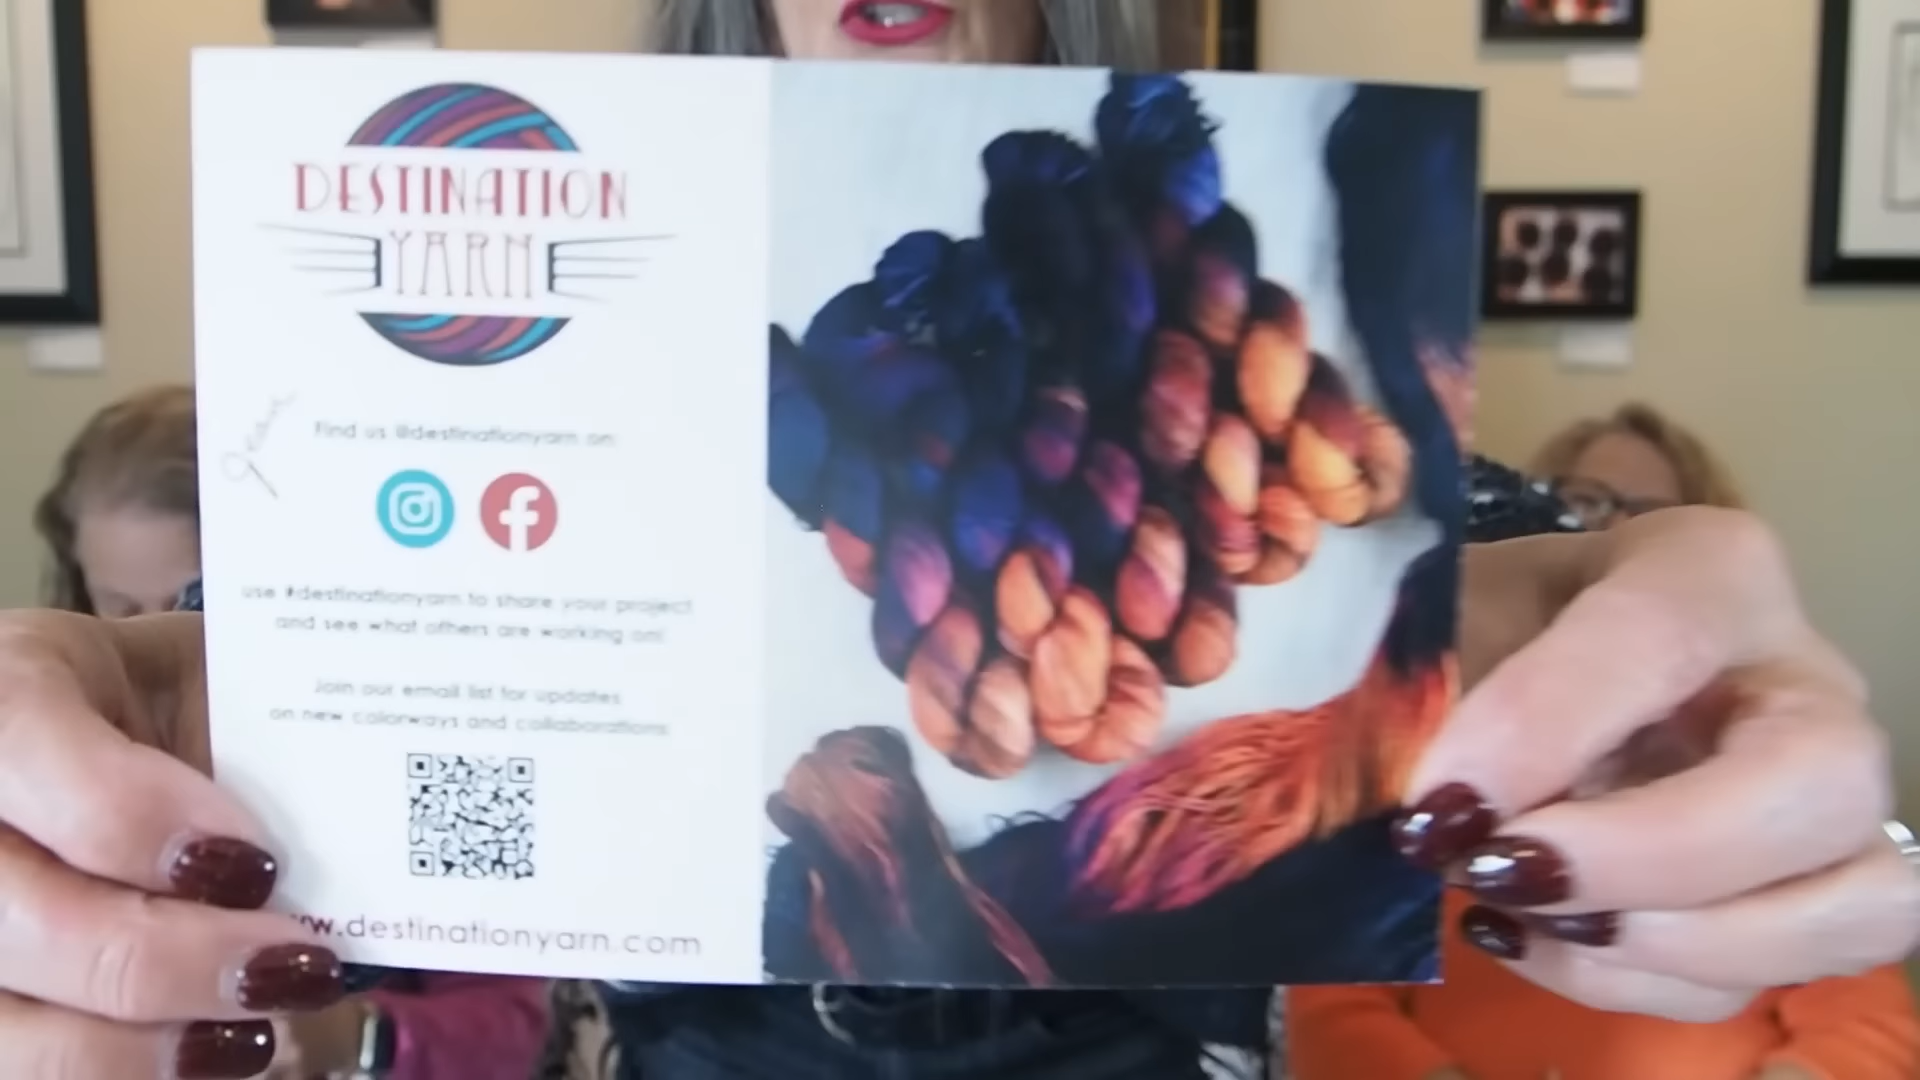 DESTINATION
YARN
Jean
Find us @destinationyarn on:
use #destinationyarn to share your project
and see what others are working on!
Join our email list for updates
on new colorways and collaborations
www.destinationyarn.com